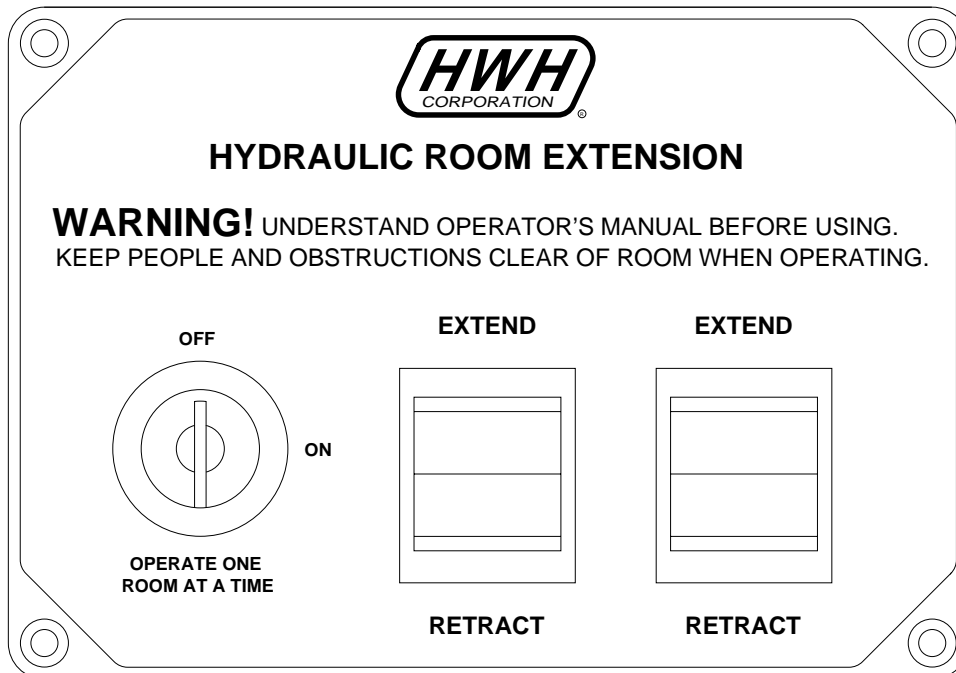 HWH
CORPORATION
®
HYDRAULIC ROOM EXTENSION
WARNING! UNDERSTAND OPERATOR'S MANUAL BEFORE USING.
KEEP PEOPLE AND OBSTRUCTIONS CLEAR OF ROOM WHEN OPERATING.
OFF
ON
OPERATE ONE
ROOM AT A TIME
EXTEND
RETRACT
EXTEND
RETRACT